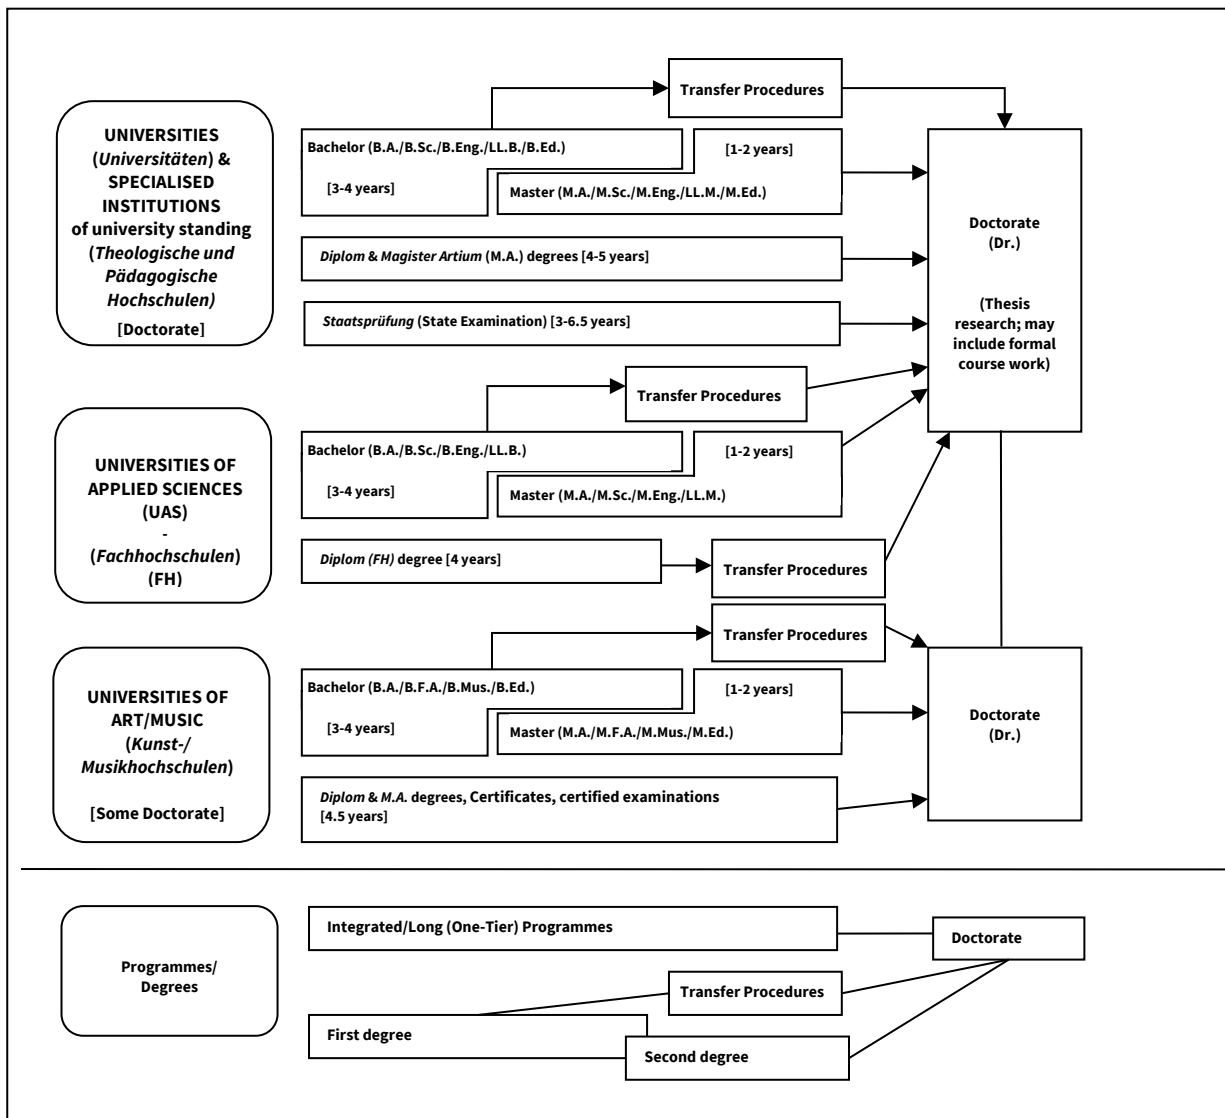 Transfer Procedures
UNIVERSITIES
(Universitäten) &
SPECIALISED
INSTITUTIONS
of university standing
(Theologische und
Pädagogische
Hochschulen)
[Doctorate]
Bachelor (B.A./B.Sc./B.Eng./LL.B./B.Ed.)
[3-4 years]
[1-2 years]
Master (M.A./M.Sc./M.Eng./LL.M./M.Ed.)
Diplom & Magister Artium (M.A.) degrees [4-5 years]
Staatsprüfung (State Examination) [3-6.5 years]
Doctorate
(Dr.)
(Thesis
research; may
include formal
course work)
Transfer Procedures
UNIVERSITIES OF
APPLIED SCIENCES
(UAS)
-
(Fachhochschulen)
(FH)
Bachelor (B.A./B.Sc./B.Eng./LL.B.)
[3-4 years]
[1-2 years]
Master (M.A./M.Sc./M.Eng./LL.M.)
Diplom (FH) degree [4 years]
Transfer Procedures
Transfer Procedures
UNIVERSITIES OF
ART/MUSIC
(Kunst-/
Musikhochschulen)
[Some Doctorate]
Bachelor (B.A./B.F.A./B.Mus./B.Ed.)
[3-4 years]
[1-2 years]
Master (M.A./M.F.A./M.Mus./M.Ed.)
Diplom & M.A. degrees, Certificates, certified examinations
[4.5 years]
Doctorate
(Dr.)
Programmes/
Degrees
Integrated/Long (One-Tier) Programmes
Doctorate
Transfer Procedures
First degree
Second degree